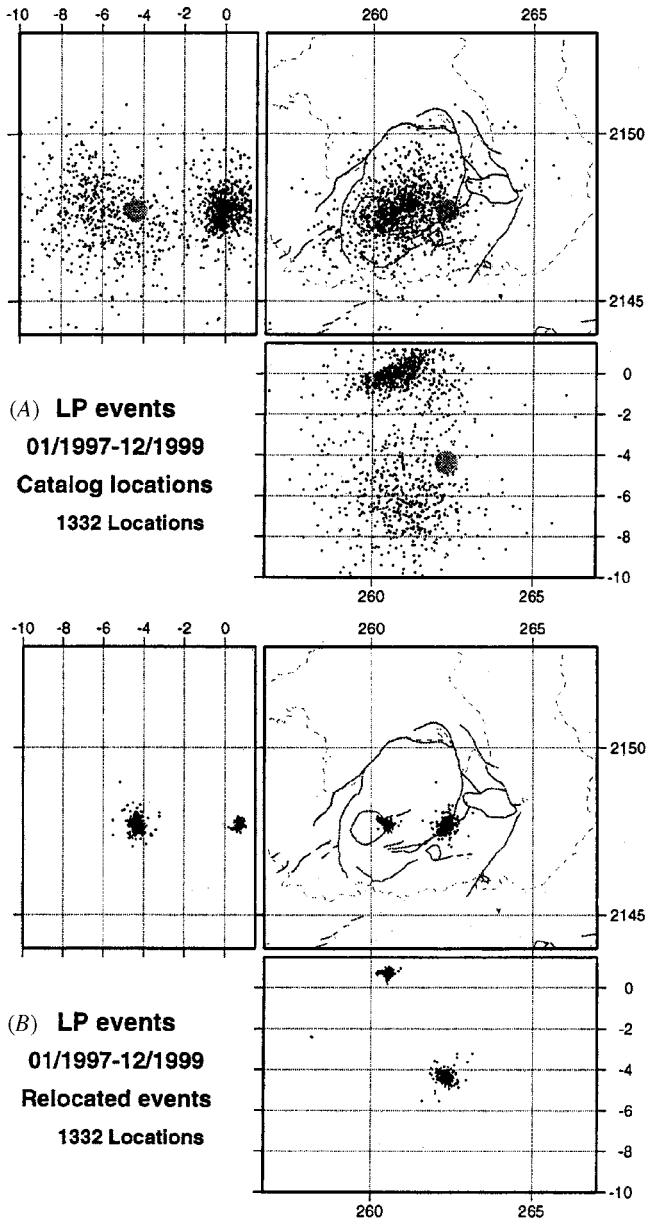 -10 -8 -6 -4 -2 0
260 265
2150
2145
0
-2
-4
-6
-8
-10
260 265
(A) LP events
01/1997-12/1999
Catalog locations
1332 Locations
-10 -8 -6 -4 -2 0
260 265
2150
2145
0
-2
-4
-6
-8
-10
260 265
(B) LP events
01/1997-12/1999
Relocated events
1332 Locations